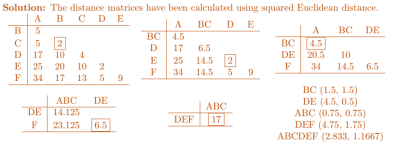 Solution: The distance matrices have been calculated using squared Euclidean distance.
A B C D E
B 5
C 5 2
D 17 10 4
E 25 20 10 2
F 34 17 13 5 9
A BC D E
BC 4.5
D 17 6.5
E 25 14.5 2
F 34 14.5 5 9
A BC DE
BC 4.5
DE 20.5 10
F 34 14.5 6.5
ABC DE
DE 14.125
F 23.125 6.5
ABC
DEF 17
BC (1.5, 1.5)
DE (4.5, 0.5)
ABC (0.75, 0.75)
DEF (4.75, 1.75)
ABCDEF (2.833, 1.1667)